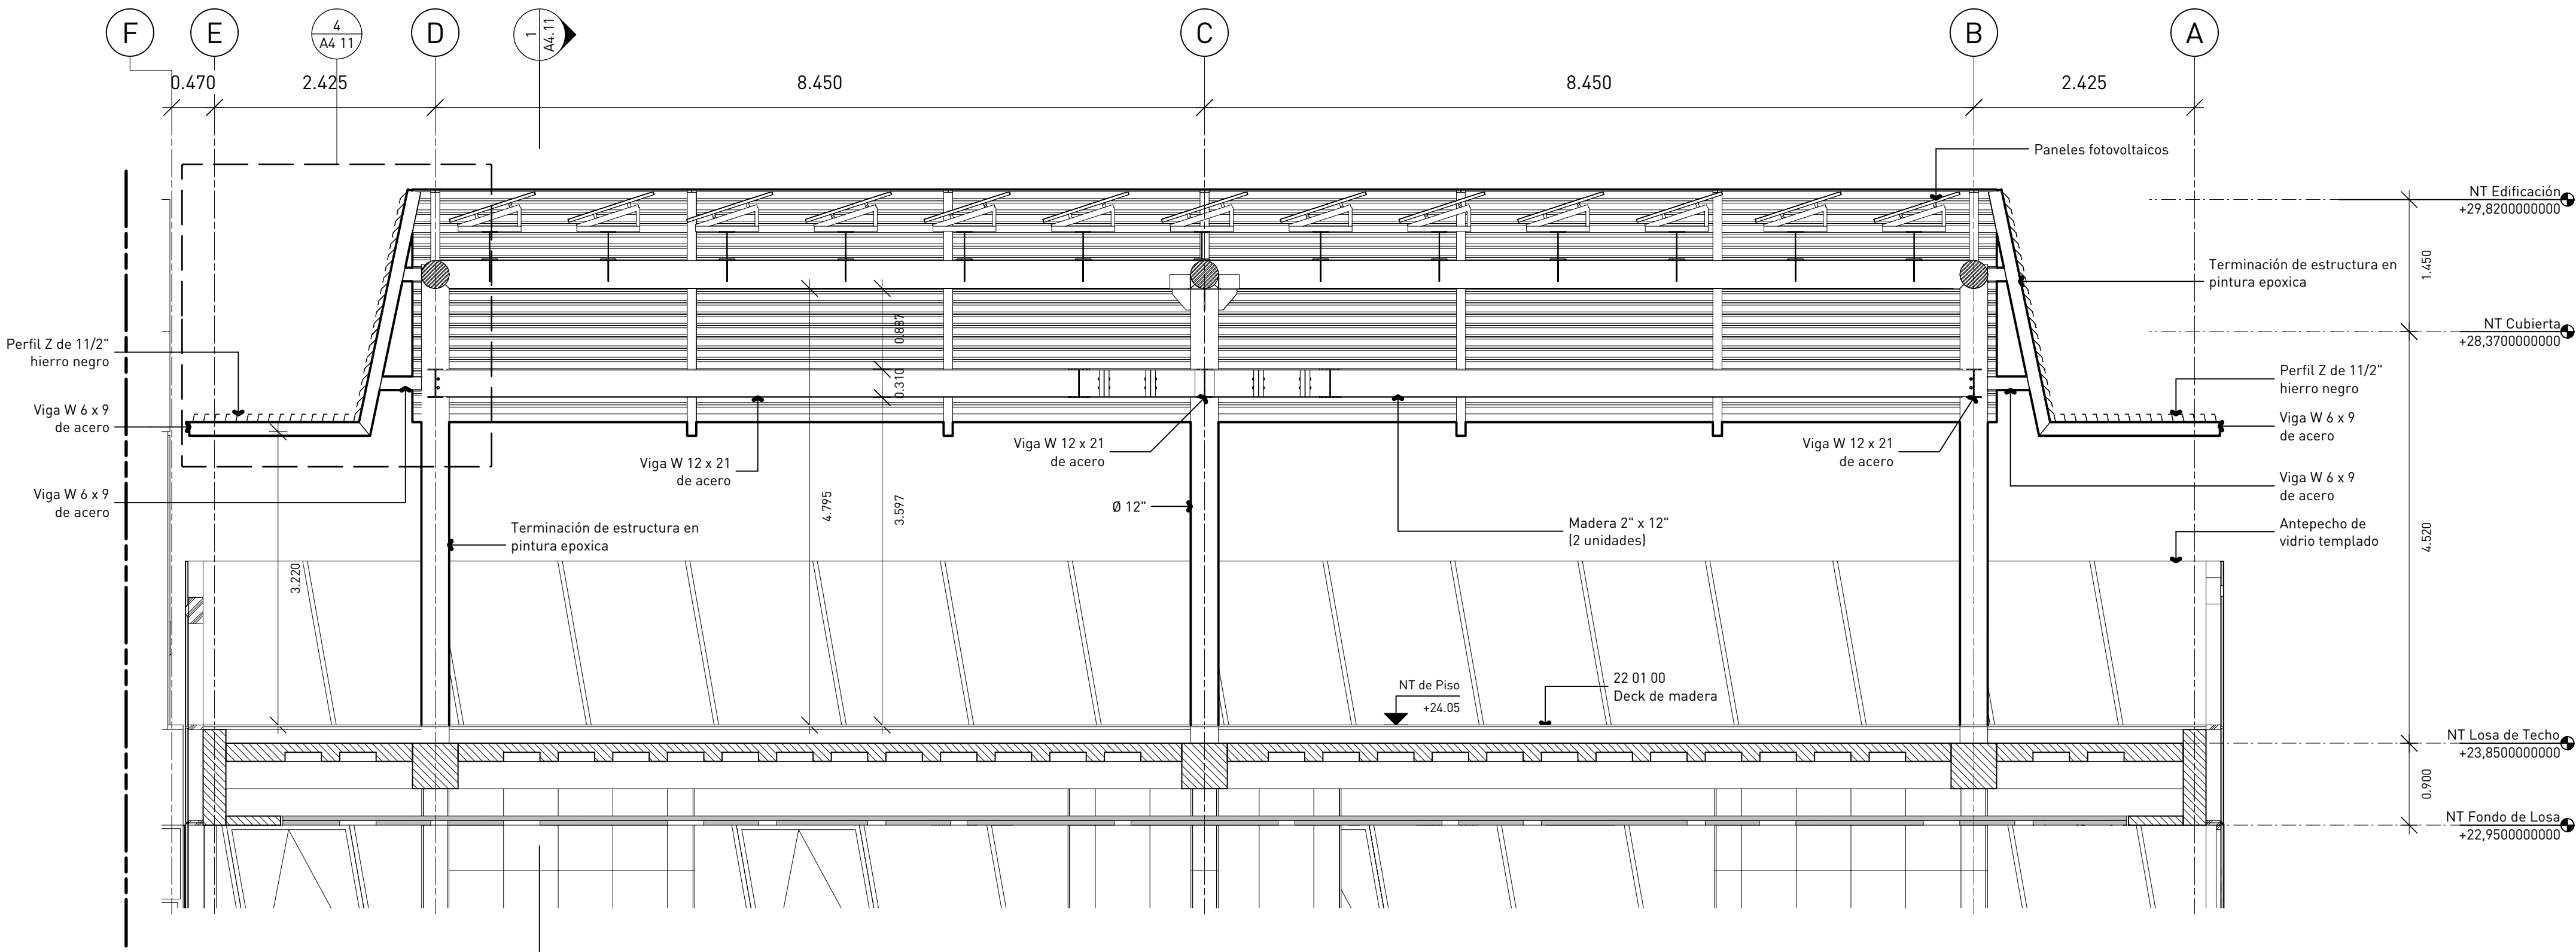 F
E
4
A4 11
D
1
A4.11
C
B
A
0.470
2.425
8.450
8.450
2.425
Paneles fotovoltaicos
NT Edificación
+29,8200000000
1.450
Terminación de estructura en
pintura epoxica
NT Cubierta
+28,3700000000
Perfil Z de 11/2"
hierro negro
0.887
0.310
Perfil Z de 11/2"
hierro negro
Viga W 6 x 9
de acero
Viga W 6 x 9
de acero
Viga W 12 x 21
de acero
Viga W 12 x 21
de acero
Viga W 12 x 21
de acero
Viga W 6 x 9
de acero
Viga W 6 x 9
de acero
4.795
3.597
Ø 12"
Terminación de estructura en
pintura epoxica
Madera 2" x 12"
(2 unidades)
Antepecho de
vidrio templado
4.520
3.220
NT de Piso
+24.05
22 01 00
Deck de madera
NT Losa de Techo
+23,8500000000
0.900
NT Fondo de Losa
+22,9500000000